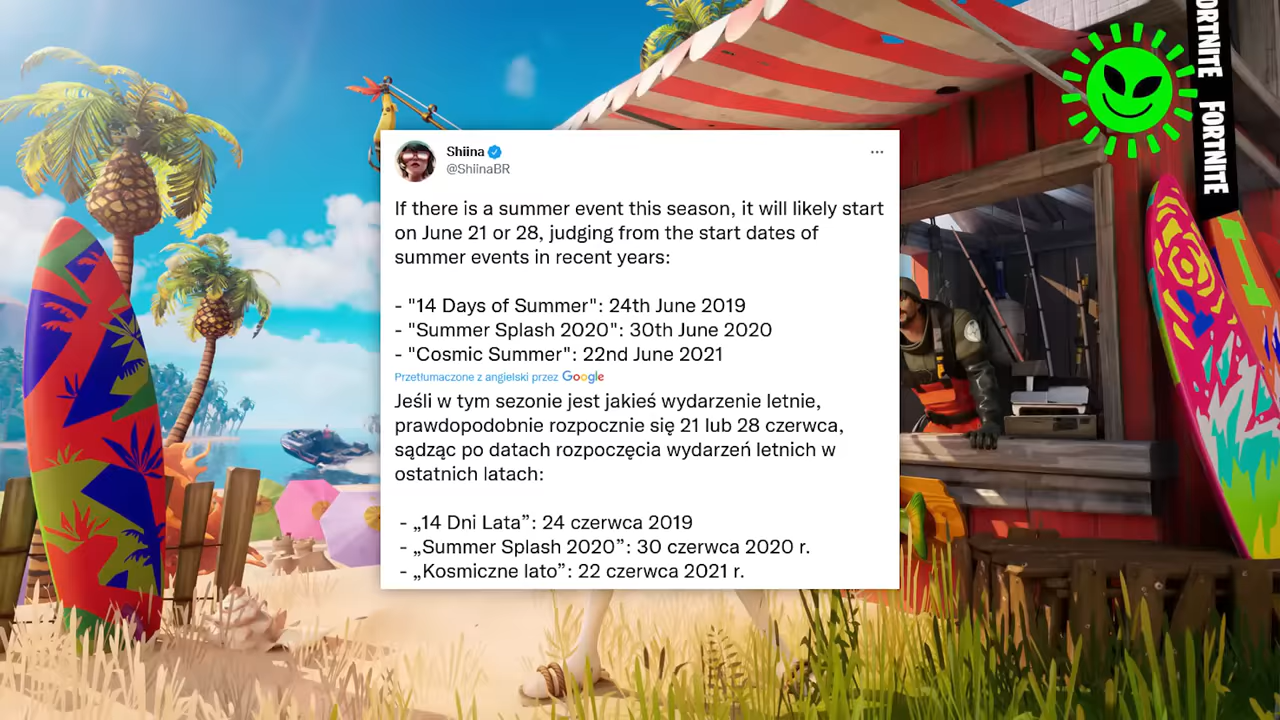 Shiina
@ShiinaBR
If there is a summer event this season, it will likely start
on June 21 or 28, judging from the start dates of
summer events in recent years:
- "14 Days of Summer": 24th June 2019
- "Summer Splash 2020": 30th June 2020
- "Cosmic Summer": 22nd June 2021
Przetłumaczone z angielski przez Google
Jeśli w tym sezonie jest jakieś wydarzenie letnie,
prawdopodobnie rozpocznie się 21 lub 28 czerwca,
sądząc po datach rozpoczęcia wydarzeń letnich w
ostatnich latach:
- „14 Dni Lata”: 24 czerwca 2019
- „Summer Splash 2020”: 30 czerwca 2020 r.
- „Kosmiczne lato”: 22 czerwca 2021 r.
ORTNITE FORTNITE